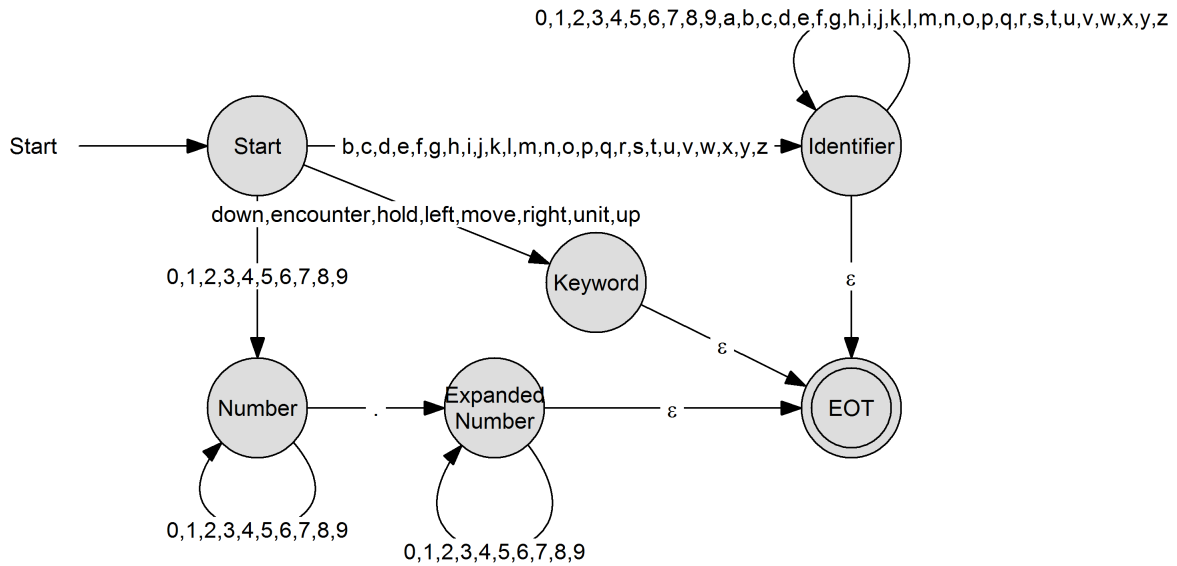 0,1,2,3,4,5,6,7,8,9,a,b,c,d,e,f,g,h,i,j,k,l,m,n,o,p,q,r,s,t,u,v,w,x,y,z
Start
Start
b,c,d,e,f,g,h,i,j,k,l,m,n,o,p,q,r,s,t,u,v,w,x,y,z
Identifier
down,encounter,hold,left,move,right,unit,up
0,1,2,3,4,5,6,7,8,9
Keyword
ε
ε
Number
.
Expanded
Number
ε
EOT
0,1,2,3,4,5,6,7,8,9
0,1,2,3,4,5,6,7,8,9